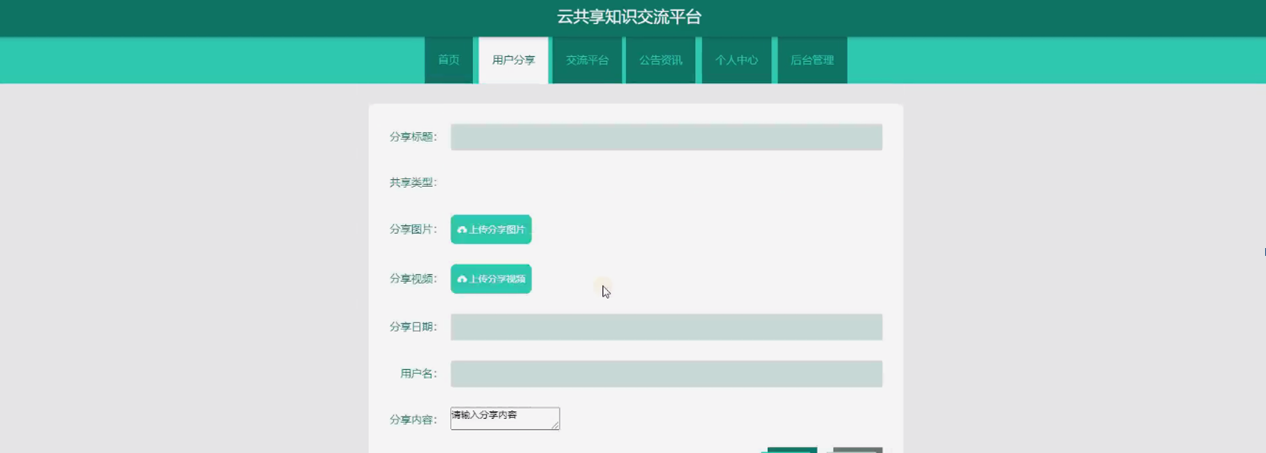 云共享知识交流平台
首页 用户分享 交流平台 公告资讯 个人中心 后台管理
分享标题：
共享类型：
分享图片： 上传分享图片
分享视频： 上传分享视频
分享日期：
用户名：
分享内容： 请输入分享内容